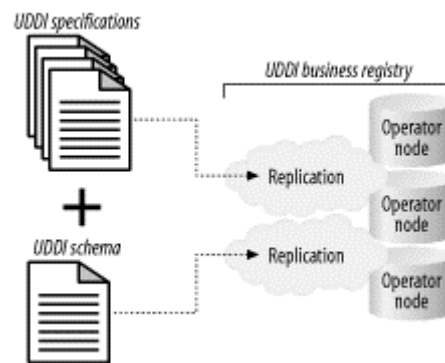 UDDI specifications
UDDI business registry
Operator
node
Replication
Operator
node
UDDI schema
Replication
Operator
node